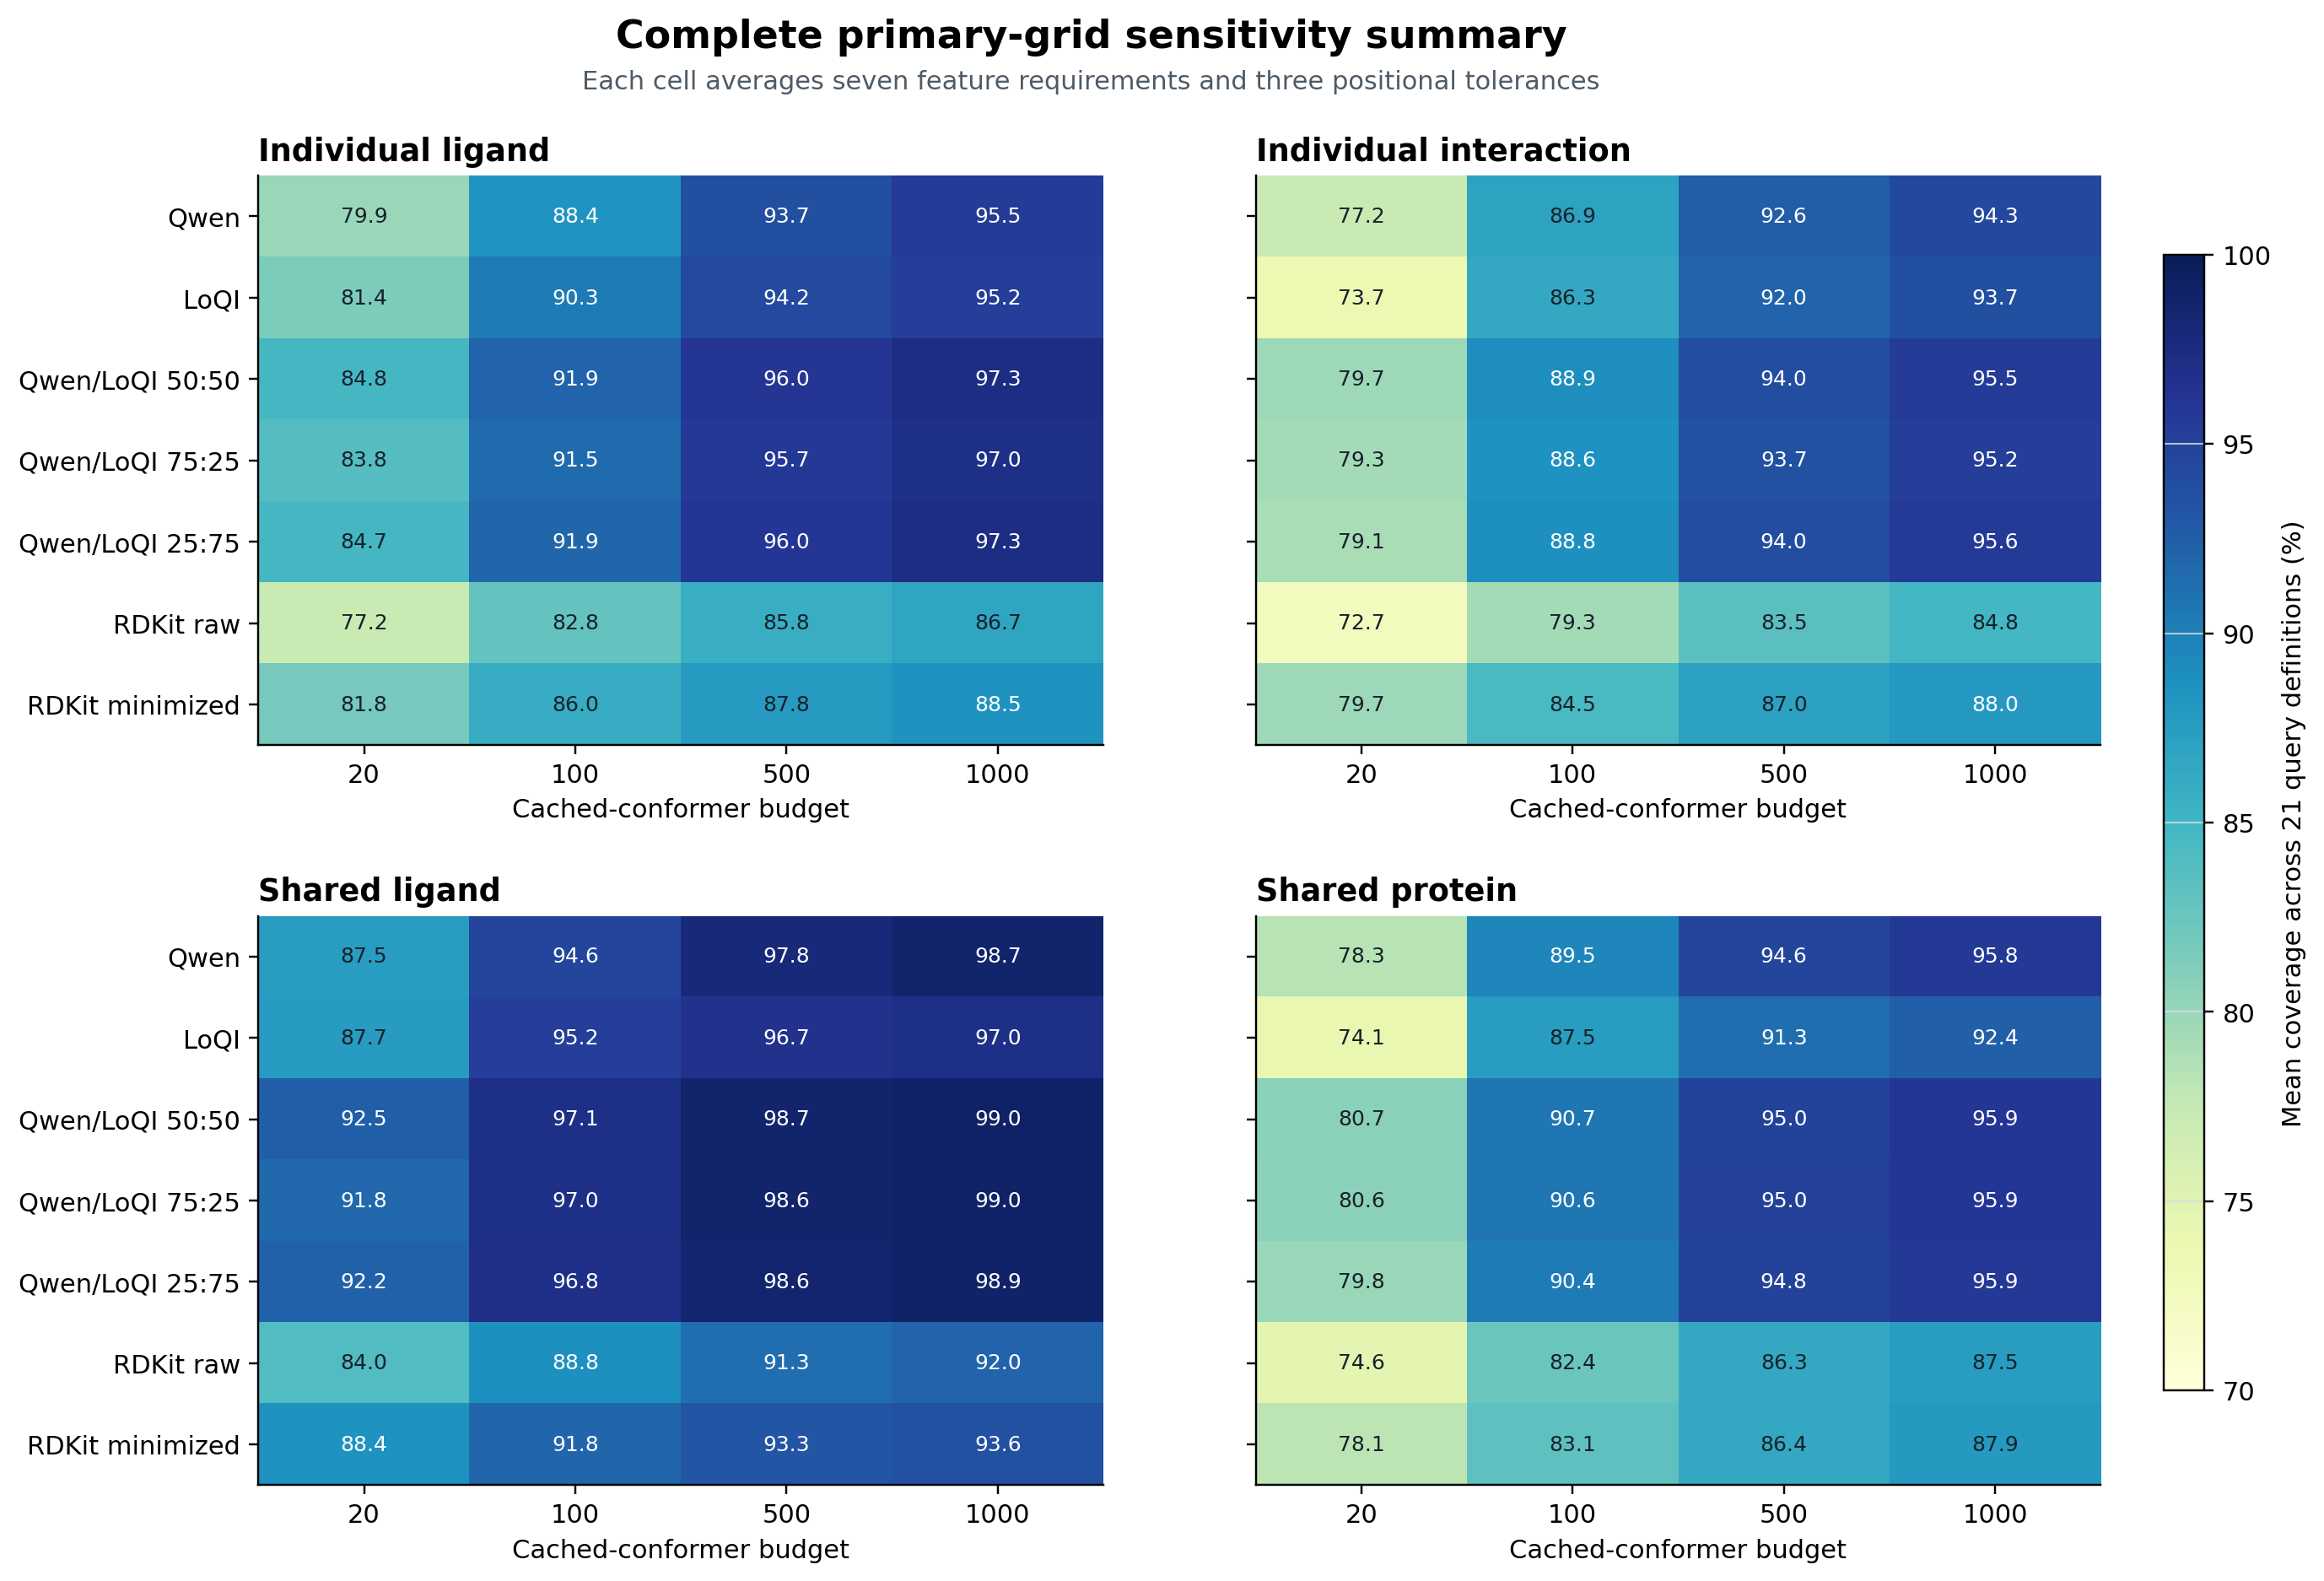 Complete primary-grid sensitivity summary
Each cell averages seven feature requirements and three positional tolerances
Individual ligand
Qwen 79.9 88.4 93.7 95.5
LoQI 81.4 90.3 94.2 95.2
Qwen/LoQI 50:50 84.8 91.9 96.0 97.3
Qwen/LoQI 75:25 83.8 91.5 95.7 97.0
Qwen/LoQI 25:75 84.7 91.9 96.0 97.3
RDKit raw 77.2 82.8 85.8 86.7
RDKit minimized 81.8 86.0 87.8 88.5
20 100 500 1000
Cached-conformer budget
Individual interaction
77.2 86.9 92.6 94.3
73.7 86.3 92.0 93.7
79.7 88.9 94.0 95.5
79.3 88.6 93.7 95.2
79.1 88.8 94.0 95.6
72.7 79.3 83.5 84.8
79.7 84.5 87.0 88.0
20 100 500 1000
Cached-conformer budget
Shared ligand
Qwen 87.5 94.6 97.8 98.7
LoQI 87.7 95.2 96.7 97.0
Qwen/LoQI 50:50 92.5 97.1 98.7 99.0
Qwen/LoQI 75:25 91.8 97.0 98.6 99.0
Qwen/LoQI 25:75 92.2 96.8 98.6 98.9
RDKit raw 84.0 88.8 91.3 92.0
RDKit minimized 88.4 91.8 93.3 93.6
20 100 500 1000
Cached-conformer budget
Shared protein
78.3 89.5 94.6 95.8
74.1 87.5 91.3 92.4
80.7 90.7 95.0 95.9
80.6 90.6 95.0 95.9
79.8 90.4 94.8 95.9
74.6 82.4 86.3 87.5
78.1 83.1 86.4 87.9
20 100 500 1000
Cached-conformer budget
100
95
90
85
80
75
70
Mean coverage across 21 query definitions (%)